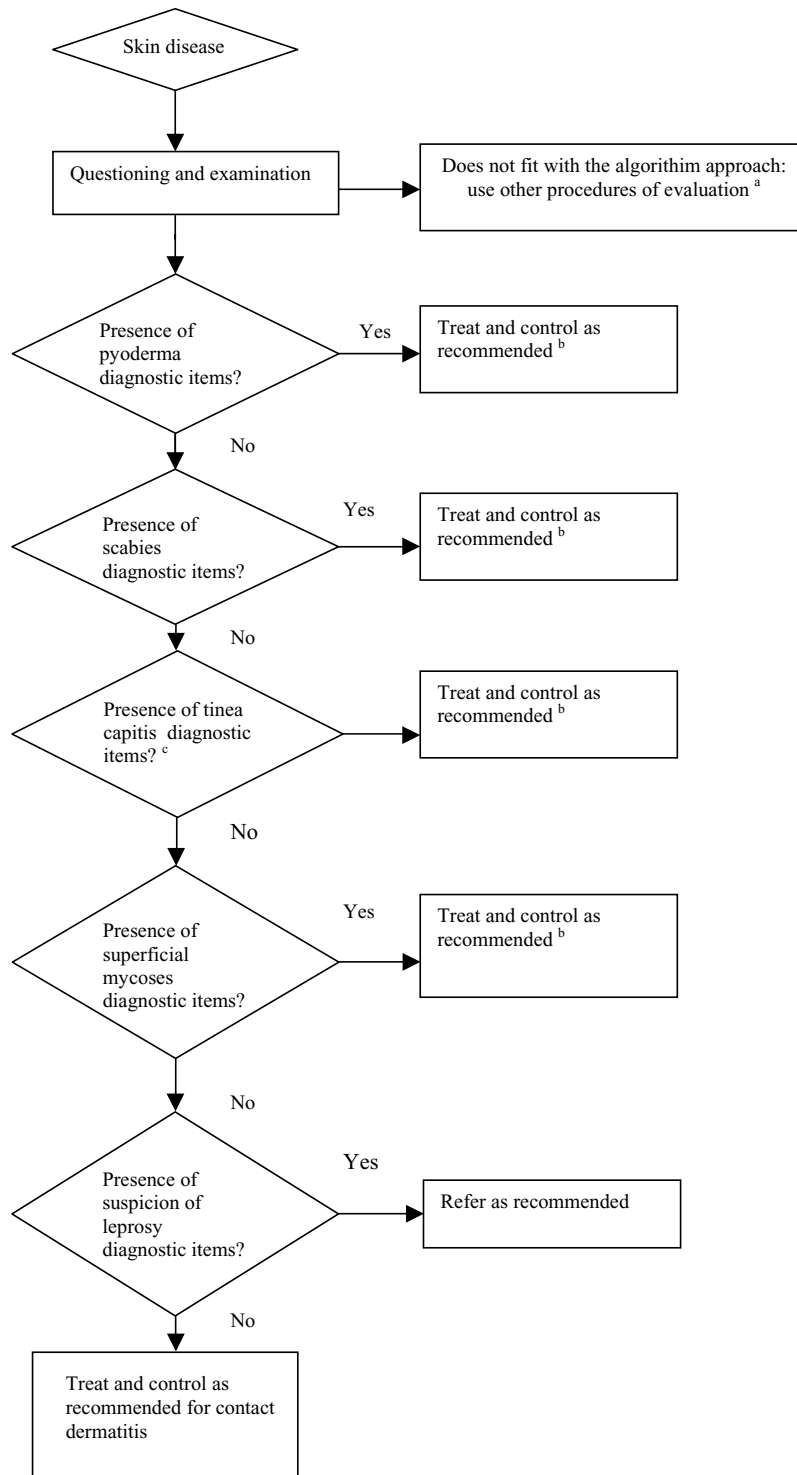 Skin disease
Questioning and examination
Does not fit with the algorithim approach:
use other procedures of evaluation a
Presence of
pyoderma
diagnostic items?
Yes
Treat and control as
recommended b
No
Presence of
scabies
diagnostic items?
Yes
Treat and control as
recommended b
No
Presence of tinea
capitis diagnostic
items? c
Treat and control as
recommended b
No
Presence of
superficial
mycoses
diagnostic items?
Yes
Treat and control as
recommended b
No
Presence of
suspicion of
leprosy
diagnostic items?
Yes
Refer as recommended
No
Treat and control as
recommended for contact
dermatitis